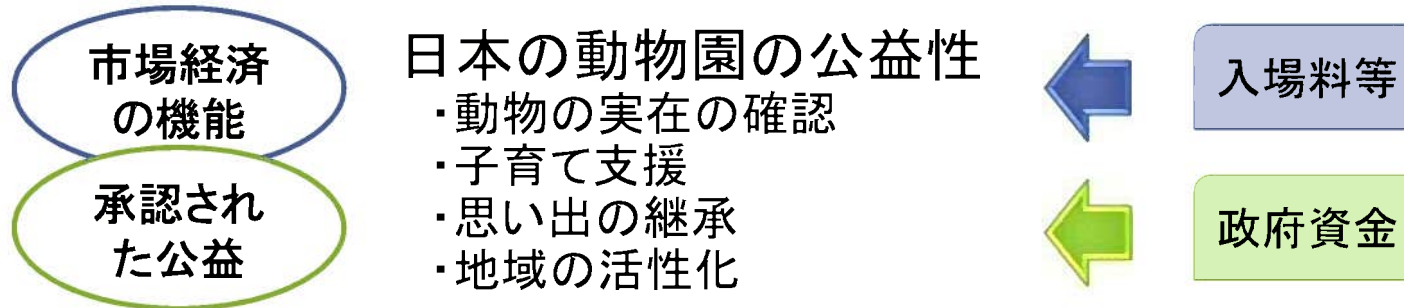 市場経済
の機能
承認され
た公益
日本の動物園の公益性
・動物の実在の確認
・子育て支援
・思い出の継承
・地域の活性化
入場料等
政府資金